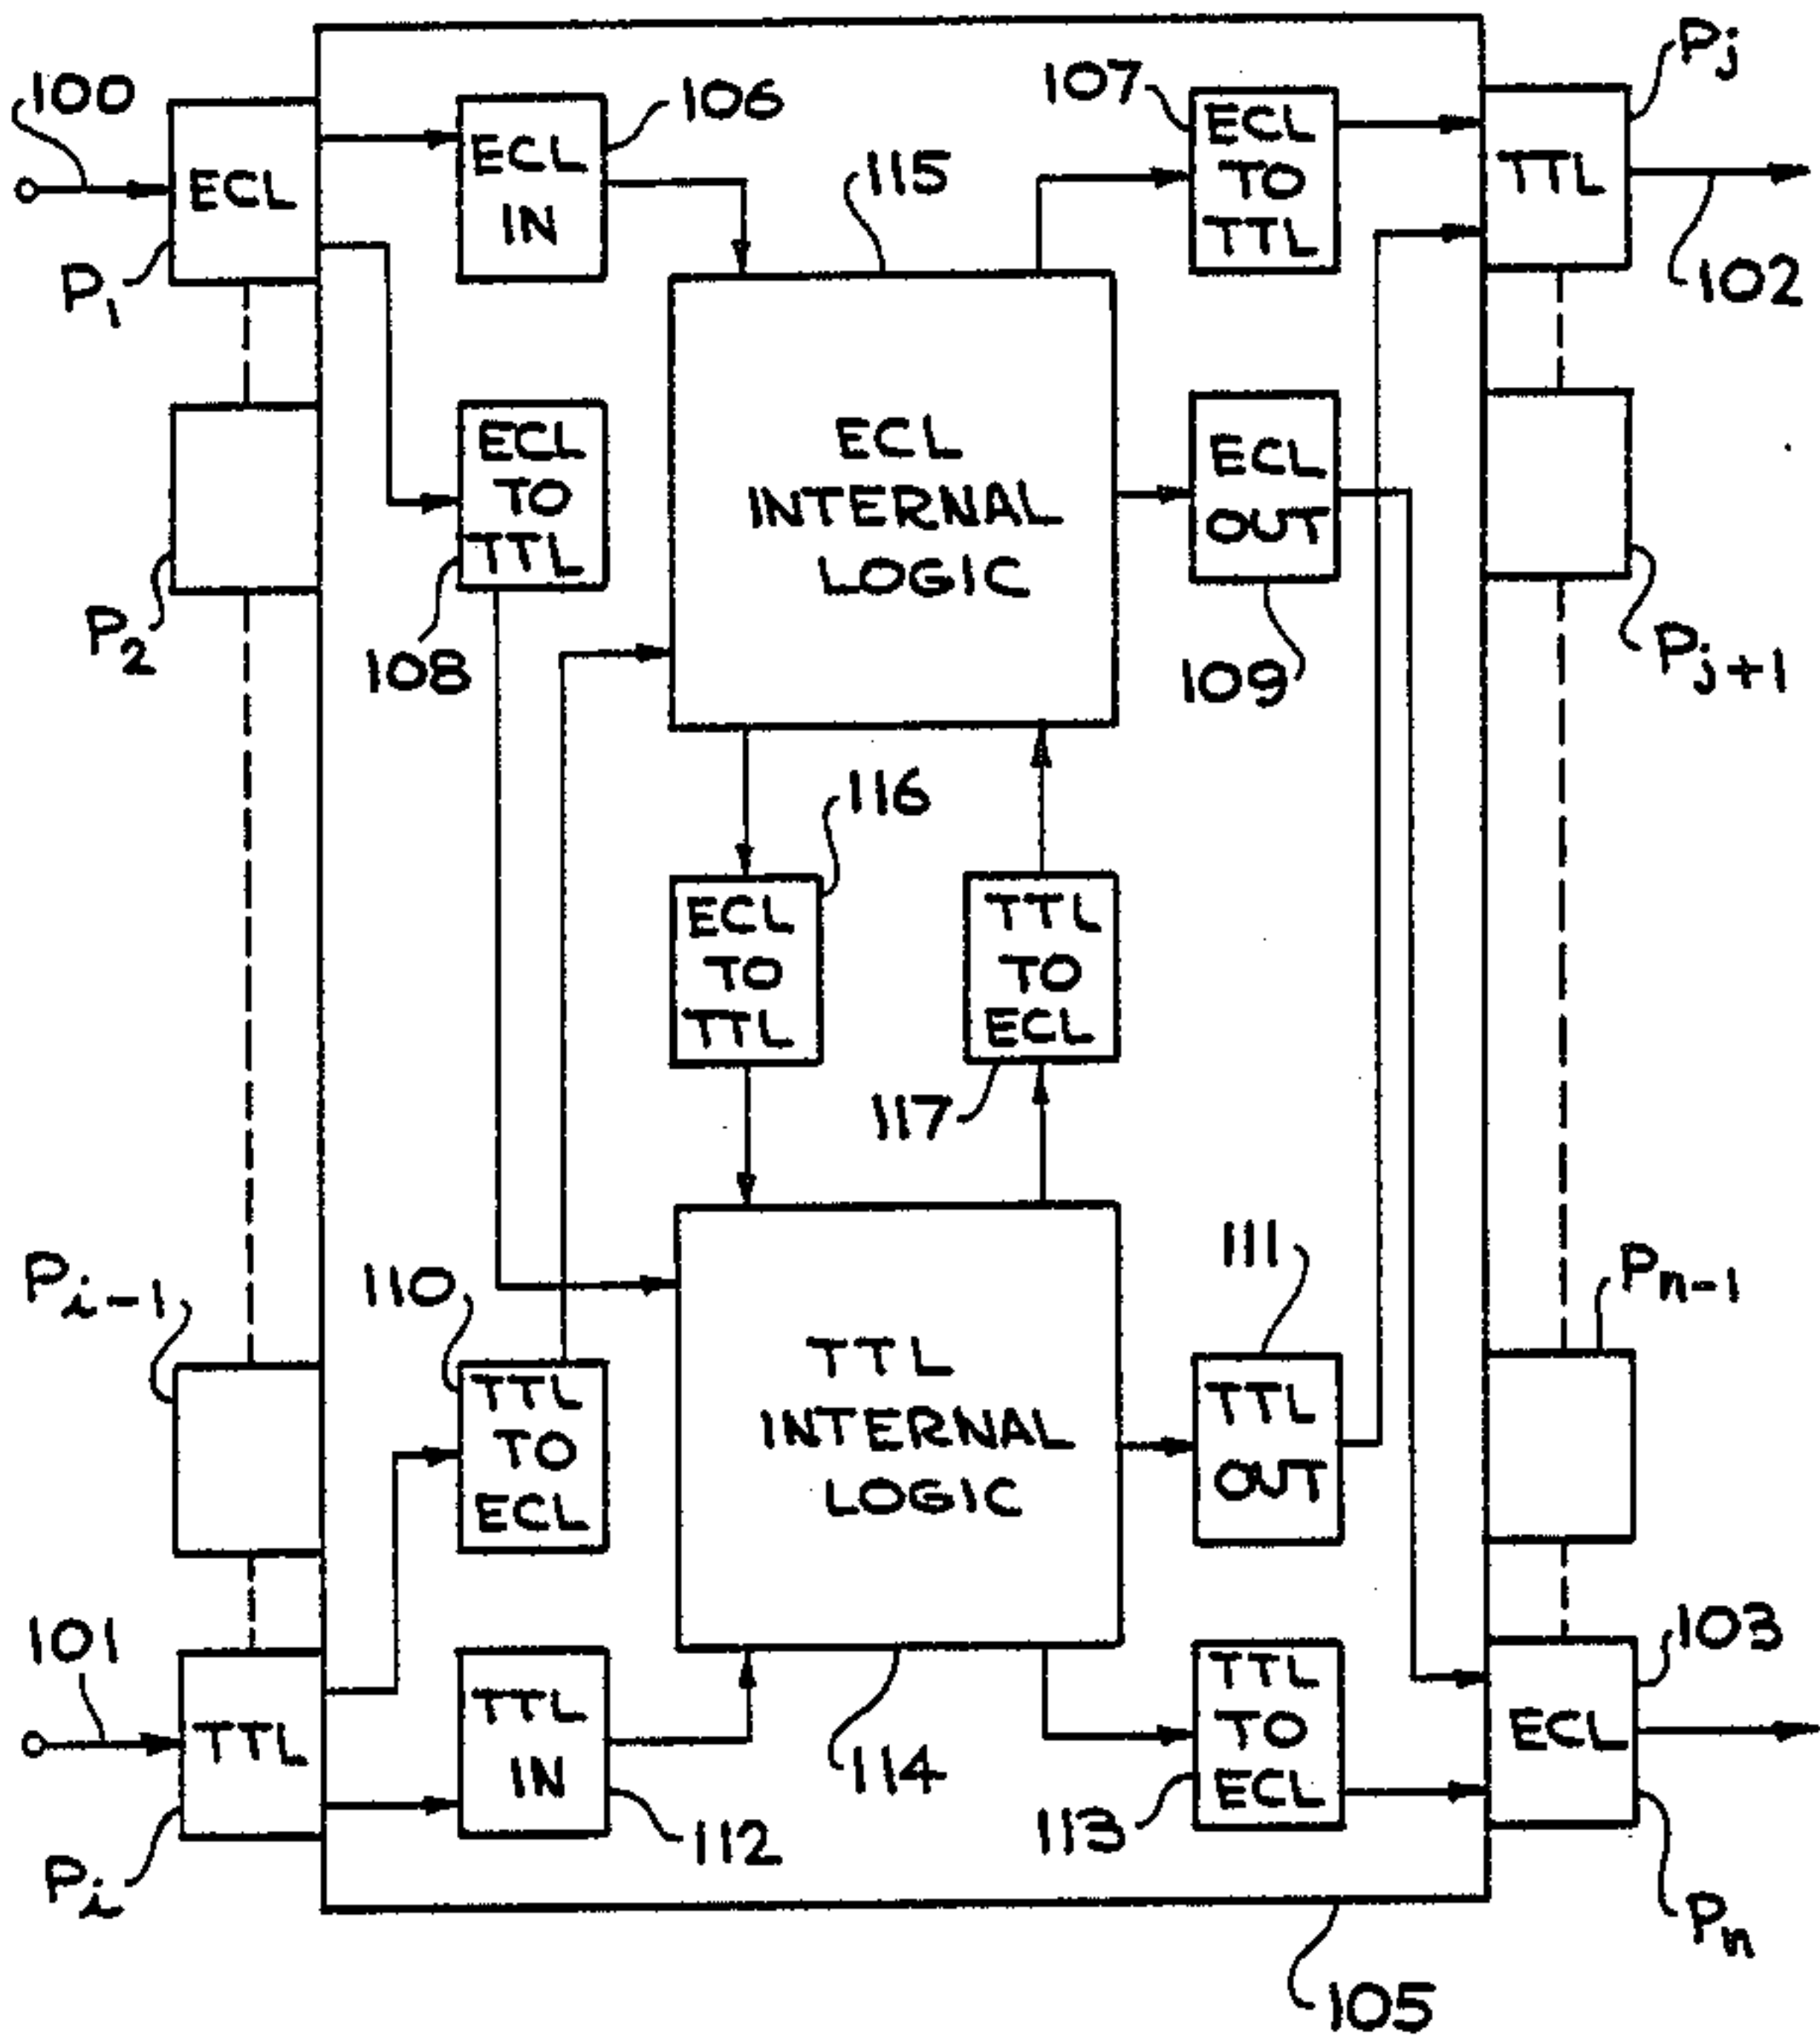 100
ECL
P1
ECL
IN
106
115
107
ECL
TO
TTL
Pj
TTL
102
P2
ECL
TO
TTL
108
ECL
INTERNAL
LOGIC
ECL
OUT
109
Pj+1
116
ECL
TO
TTL
TTL
TO
ECL
117
Pi-1
110
TTL
TO
ECL
TTL
INTERNAL
LOGIC
111
TTL
OUT
Pn-1
101
TTL
Pi
TTL
IN
112
114
TTL
TO
ECL
113
103
ECL
Pn
105